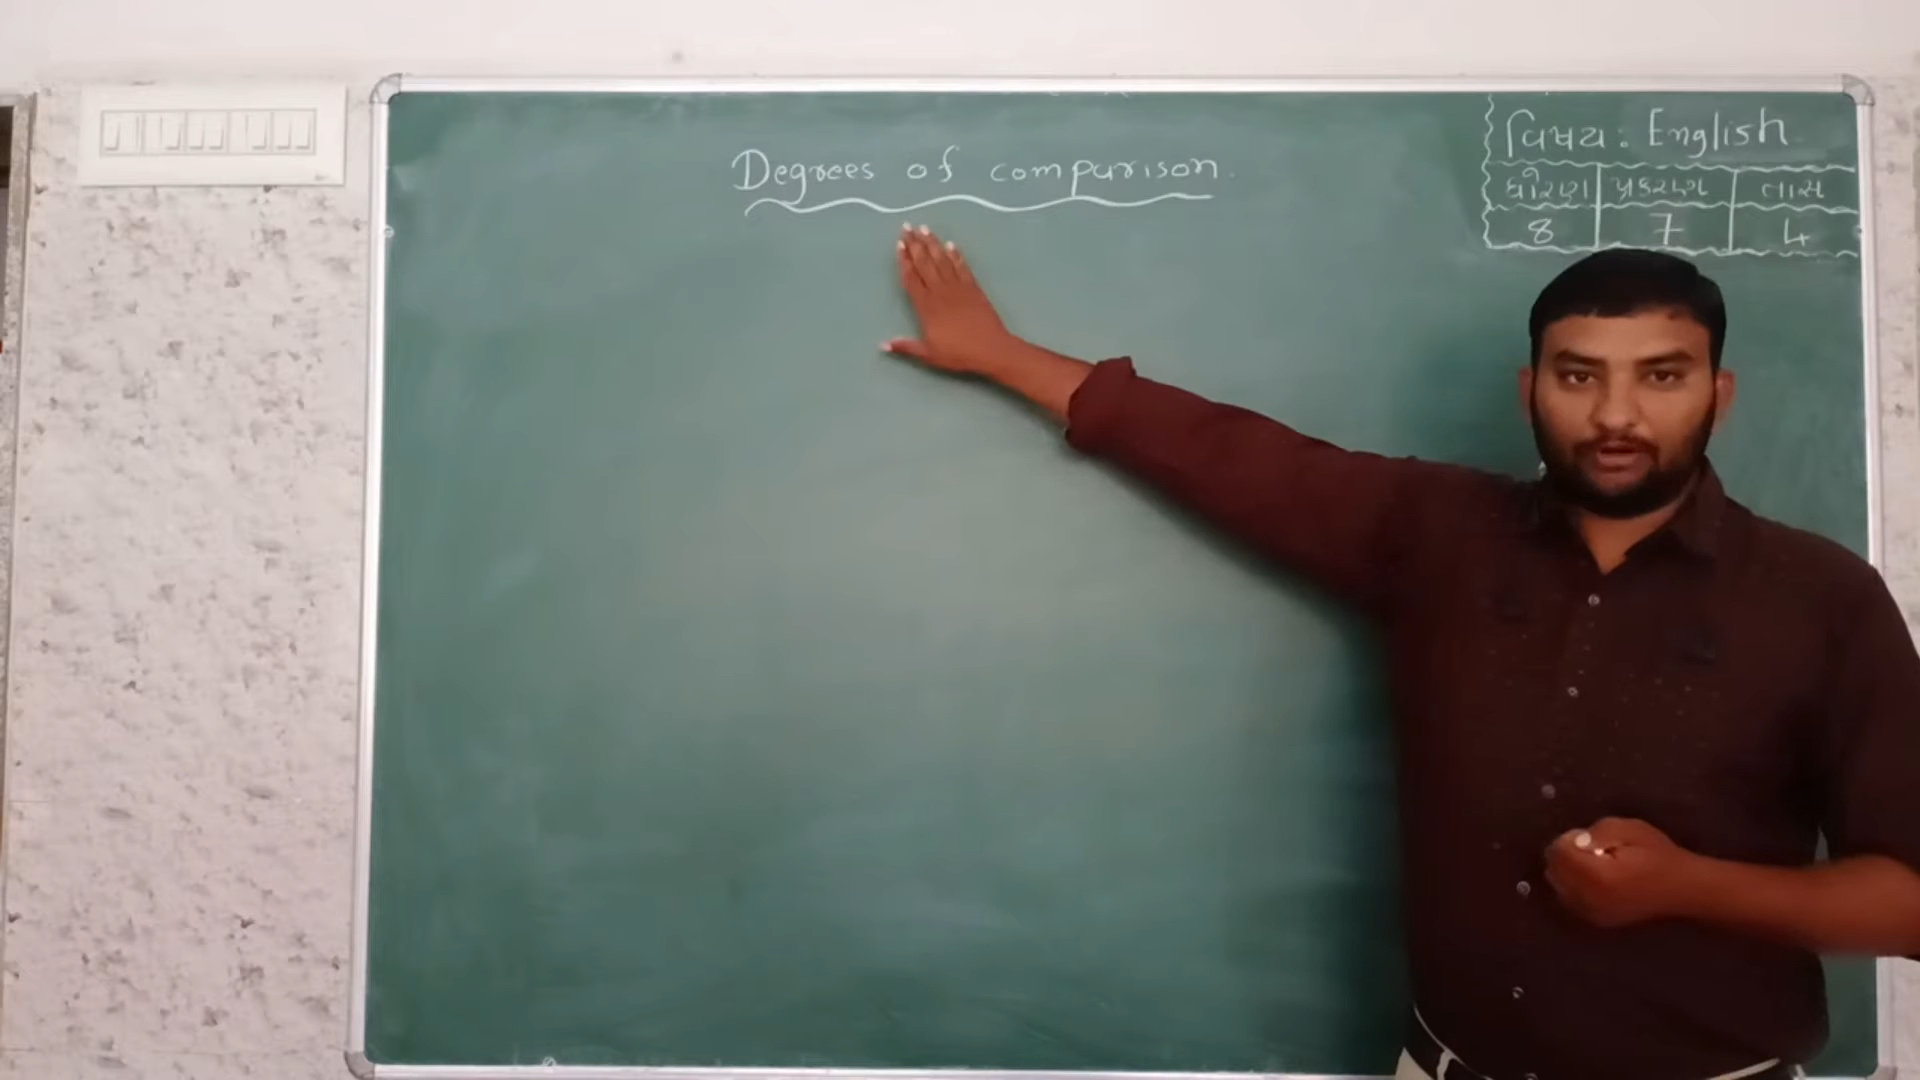 Degrees of comparison.
વિષય : English
ધોરણ પ્રકરણ તાસ
8 7 4